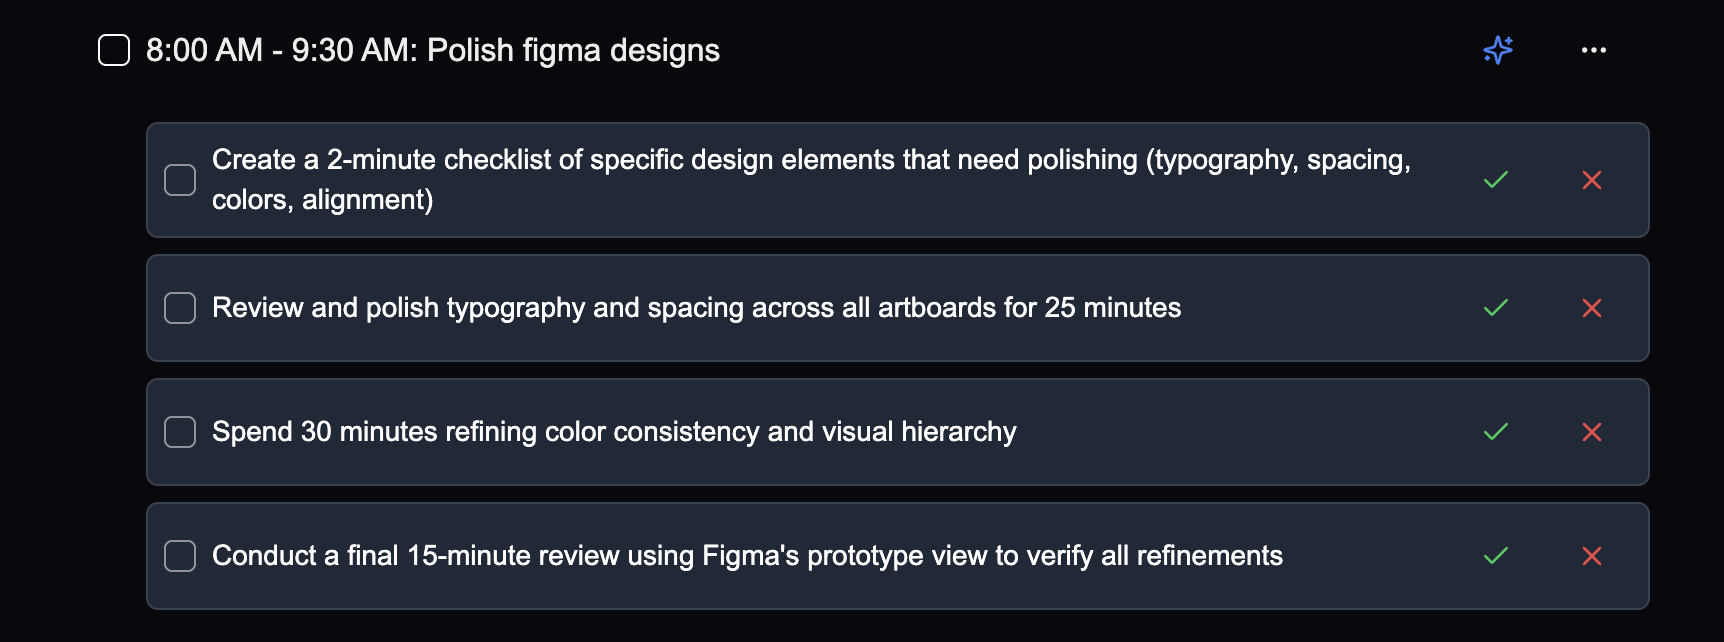 8:00 AM - 9:30 AM: Polish figma designs
Create a 2-minute checklist of specific design elements that need polishing (typography, spacing,
colors, alignment)
Review and polish typography and spacing across all artboards for 25 minutes
Spend 30 minutes refining color consistency and visual hierarchy
Conduct a final 15-minute review using Figma's prototype view to verify all refinements